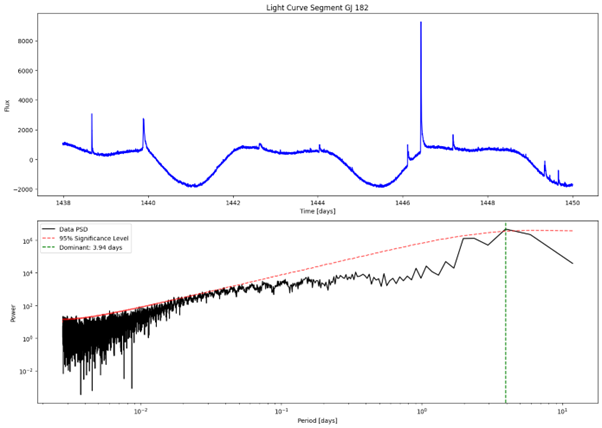 Light Curve Segment GJ 182
Flux
8000
6000
4000
2000
0
−2000
1438
1440
1442
1444
1446
1448
1450
Time [days]
Data PSD
95% Significance Level
Dominant: 3.94 days
Power
10⁶
10⁴
10²
10⁰
10⁻²
10⁻²
10⁻¹
10⁰
10¹
Period [days]